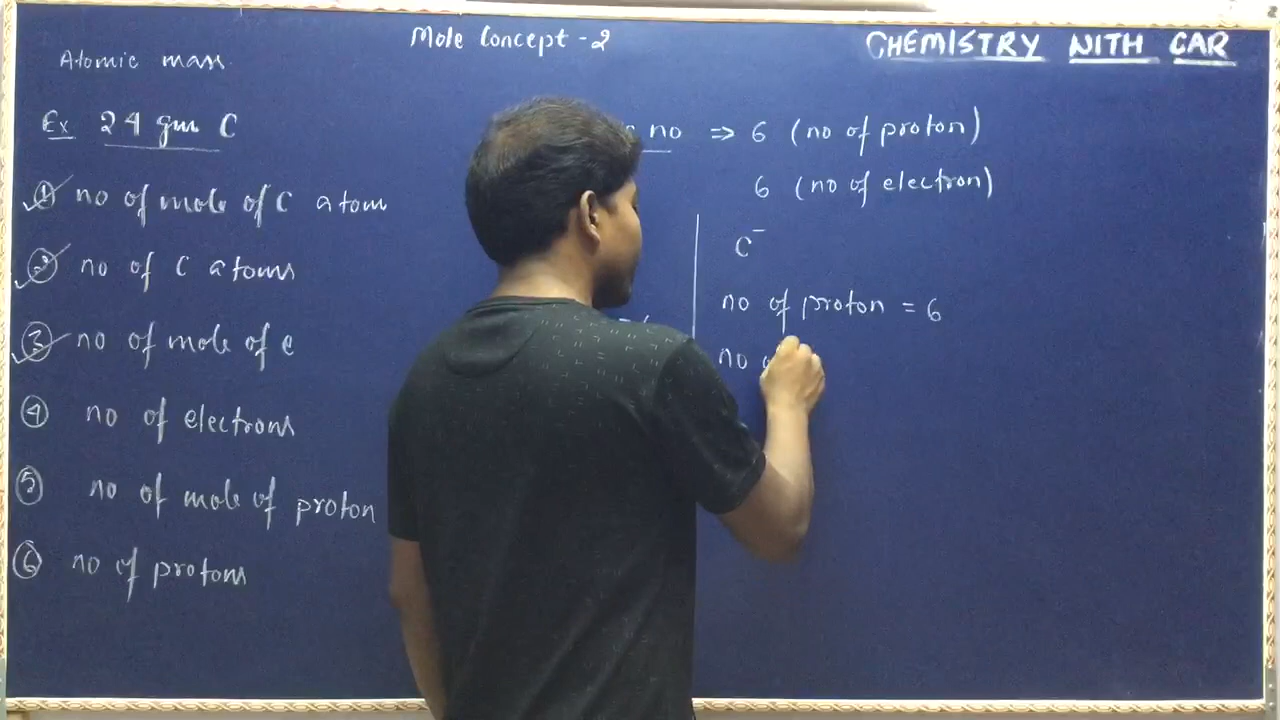 Mole Concept - 2
CHEMISTRY WITH CAR
Atomic mass
Ex 24 gm C
① no of mole of C atom
② no of C atoms
③ no of mole of e
④ no of electrons
⑤ no of mole of proton
⑥ no of protons
no ⇒ 6 (no of proton)
6 (no of electron)
C⁻
no of proton = 6
no